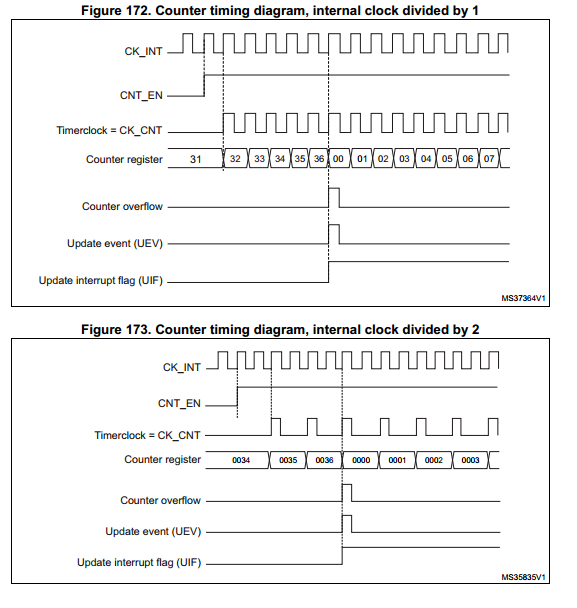 Figure 172. Counter timing diagram, internal clock divided by 1
CK_INT
CNT_EN
Timerclock = CK_CNT
Counter register 31 32 33 34 35 36 00 01 02 03 04 05 06 07
Counter overflow
Update event (UEV)
Update interrupt flag (UIF)
MS37364V1
Figure 173. Counter timing diagram, internal clock divided by 2
CK_INT
CNT_EN
Timerclock = CK_CNT
Counter register 0034 0035 0036 0000 0001 0002 0003
Counter overflow
Update event (UEV)
Update interrupt flag (UIF)
MS35835V1